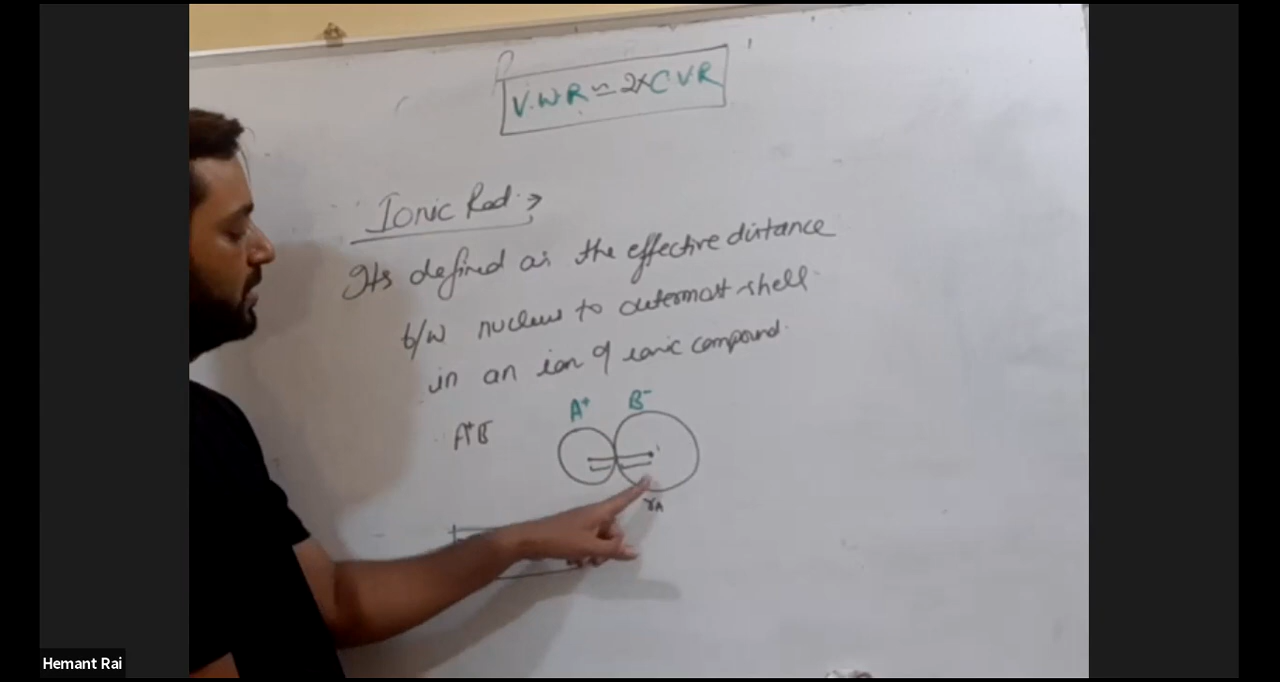 V.W.R ≃ 2×CVR
Ionic Rad. →
Its defined as the effective distance
b/w nucleus to outermost shell
in an ion of ionic compound.
A⁺ B⁻
A⁺B⁻
rA
Hemant Rai